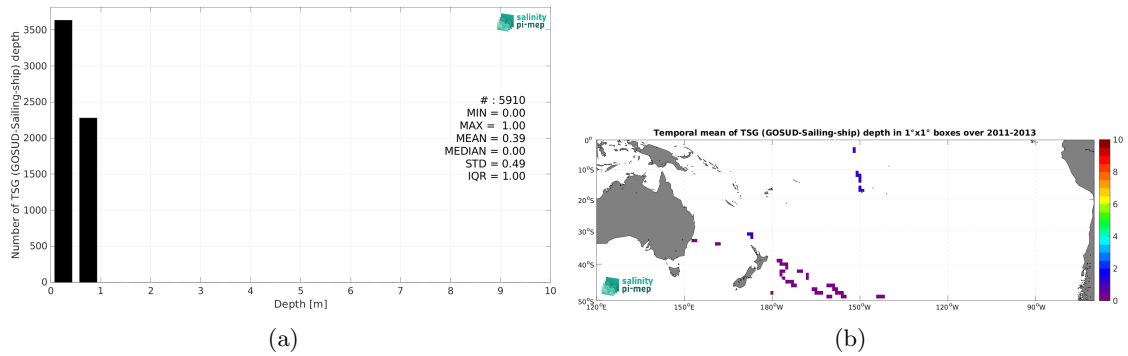 salinity
pi-mep
Number of TSG (GOSUD-Sailing-ship) depth
3500
3000
2500
2000
1500
1000
500
0
# : 5910
MIN = 0.00
MAX = 1.00
MEAN = 0.39
MEDIAN = 0.00
STD = 0.49
IQR = 1.00
0 1 2 3 4 5 6 7 8 9 10
Depth [m]
(a)
Temporal mean of TSG (GOSUD-Sailing-ship) depth in 1°x1° boxes over 2011-2013
0°
10°S
20°S
30°S
40°S
50°S
120°E 150°E 180°W 150°W 120°W 90°W
salinity
pi-mep
10
8
6
4
2
0
(b)